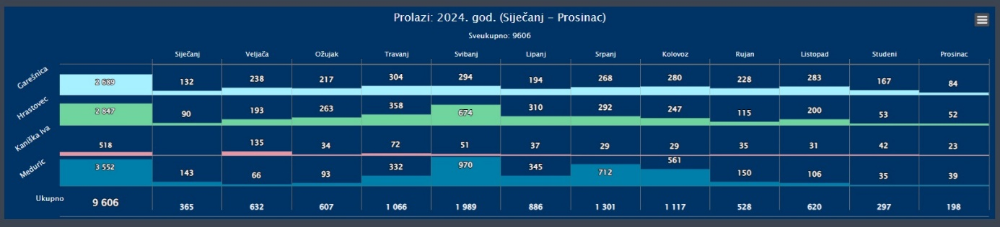 Prolazi: 2024. god. (Siječanj – Prosinac)
Sveukupno: 9606
Siječanj Veljača Ožujak Travanj Svibanj Lipanj Srpanj Kolovoz Rujan Listopad Studeni Prosinac
Garešnica 2 689 132 238 217 304 294 194 268 280 228 283 167 84
Hrastovec 2 847 90 193 263 358 674 310 292 247 115 200 53 52
Kaniška Iva 518 135 34 72 51 37 29 29 35 31 42 23
Međuric 3 552 143 66 93 332 970 345 712 561 150 106 35 39
Ukupno 9 606 365 632 607 1 066 1 989 886 1 301 1 117 528 620 297 198